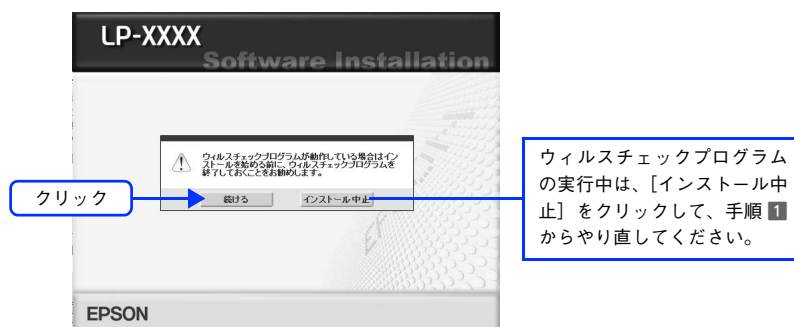 LP-XXXX
Software Installation
ウィルスチェックプログラムが動作している場合はイン
ストールを始める前に、ウィルスチェックプログラムを
終了しておくことをお勧めします。
クリック
続ける
インストール中止
ウィルスチェックプログラム
の実行中は、［インストール中
止］をクリックして、手順 1
からやり直してください。
EPSON